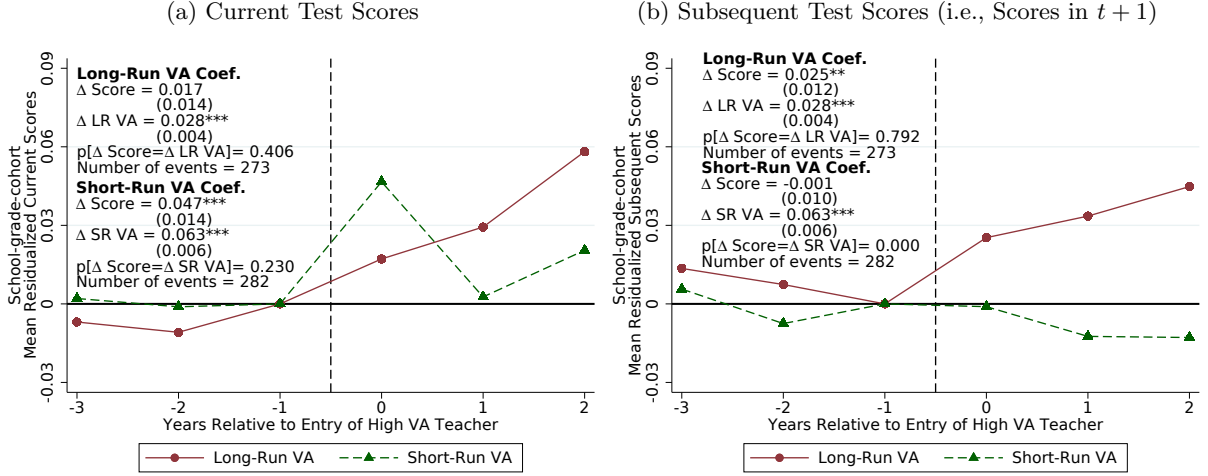 (a) Current Test Scores
School-grade-cohort
Mean Residualized Current Scores
0.09
0.06
0.03
0
-0.03
Long-Run VA Coef.
Δ Score = 0.017
(0.014)
Δ LR VA = 0.028***
(0.004)
p[Δ Score=Δ LR VA]= 0.406
Number of events = 273
Short-Run VA Coef.
Δ Score = 0.047***
(0.014)
Δ SR VA = 0.063***
(0.006)
p[Δ Score=Δ SR VA]= 0.230
Number of events = 282
-3 -2 -1 0 1 2
Years Relative to Entry of High VA Teacher
Long-Run VA Short-Run VA
(b) Subsequent Test Scores (i.e., Scores in t + 1)
School-grade-cohort
Mean Residualized Subsequent Scores
0.09
0.06
0.03
0
-0.03
Long-Run VA Coef.
Δ Score = 0.025**
(0.012)
Δ LR VA = 0.028***
(0.004)
p[Δ Score=Δ LR VA]= 0.792
Number of events = 273
Short-Run VA Coef.
Δ Score = -0.001
(0.010)
Δ SR VA = 0.063***
(0.006)
p[Δ Score=Δ SR VA]= 0.000
Number of events = 282
-3 -2 -1 0 1 2
Years Relative to Entry of High VA Teacher
Long-Run VA Short-Run VA